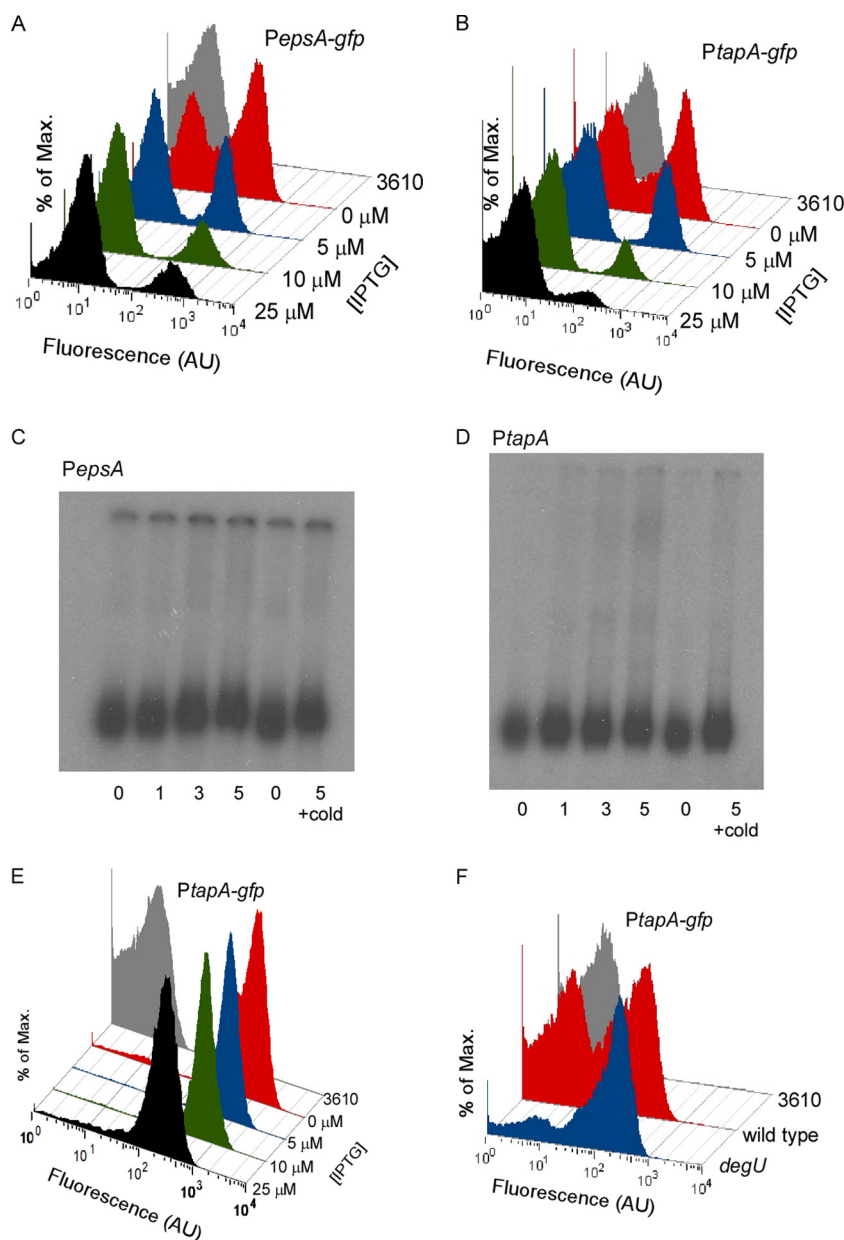 A
PepsA-gfp
% of Max.
3610
0 μM
5 μM
10 μM
25 μM
[IPTG]
10^0 10^1 10^2 10^3 10^4
Fluorescence (AU)
B
PtapA-gfp
% of Max.
3610
0 μM
5 μM
10 μM
25 μM
[IPTG]
10^0 10^1 10^2 10^3 10^4
Fluorescence (AU)
C
PepsA
0 1 3 5 0 5
+cold
D
PtapA
0 1 3 5 0 5
+cold
E
PtapA-gfp
% of Max.
3610
0 μM
5 μM
10 μM
25 μM
[IPTG]
10^0 10^1 10^2 10^3 10^4
Fluorescence (AU)
F
PtapA-gfp
% of Max.
3610
wild type
degU
10^0 10^1 10^2 10^3 10^4
Fluorescence (AU)